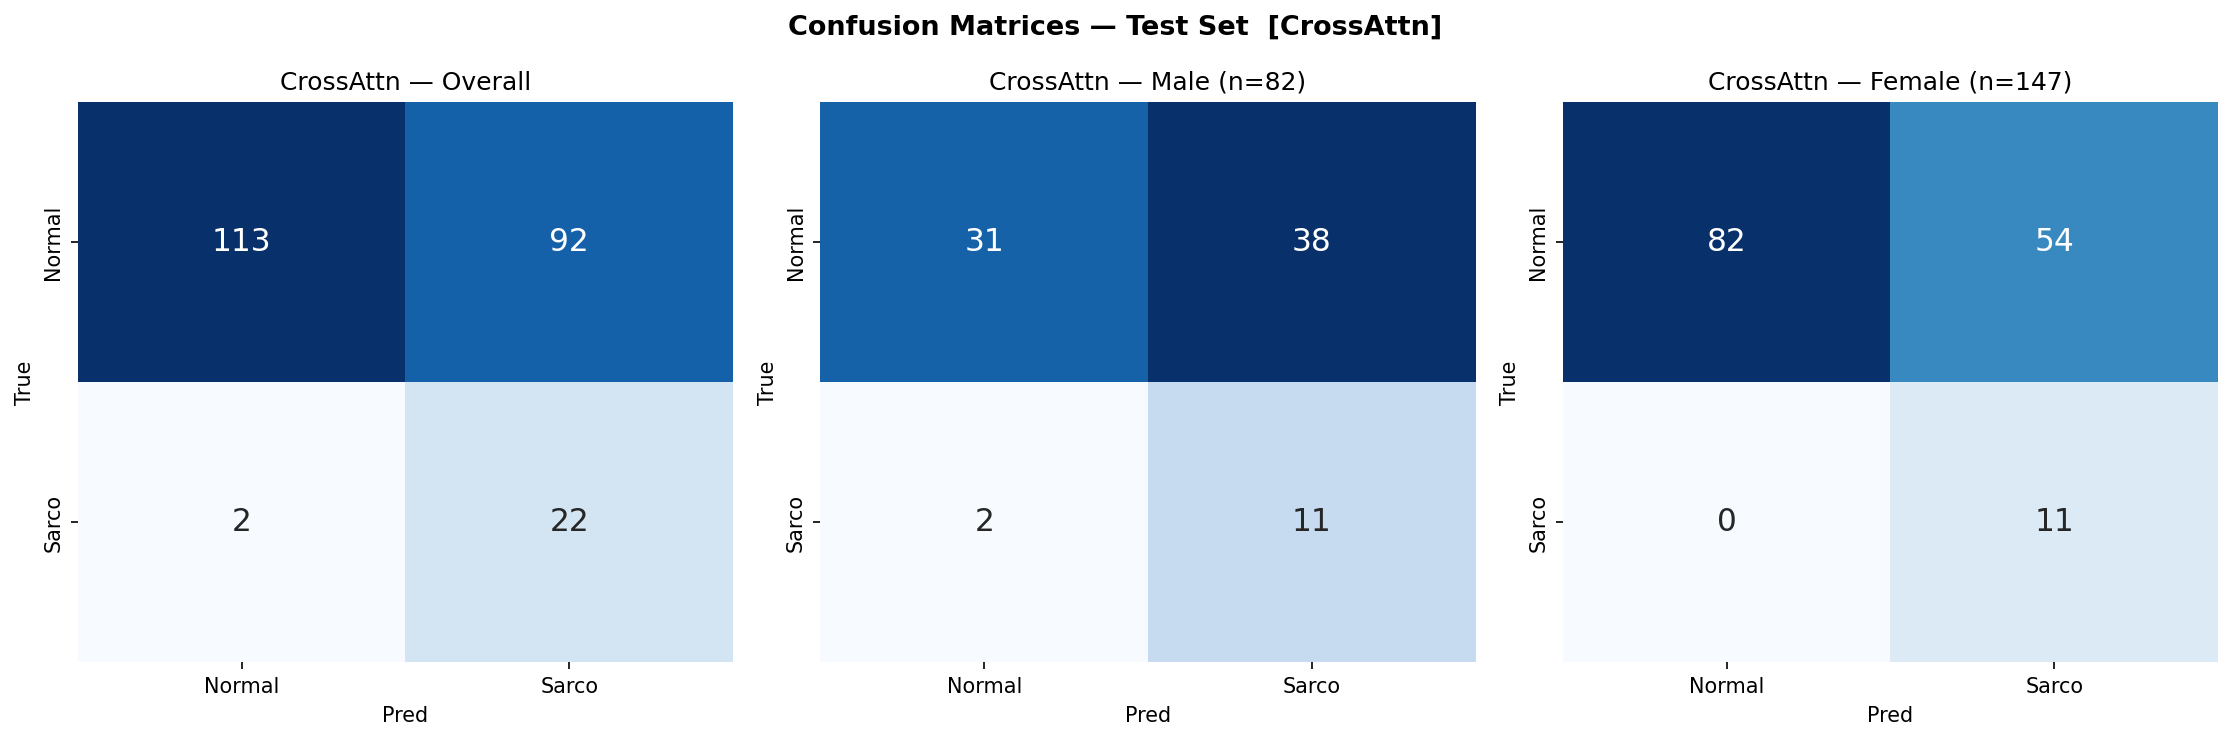 Confusion Matrices — Test Set [CrossAttn]
CrossAttn — Overall
True
Normal
Sarco
113
92
2
22
Normal
Sarco
Pred
CrossAttn — Male (n=82)
True
Normal
Sarco
31
38
2
11
Normal
Sarco
Pred
CrossAttn — Female (n=147)
True
Normal
Sarco
82
54
0
11
Normal
Sarco
Pred